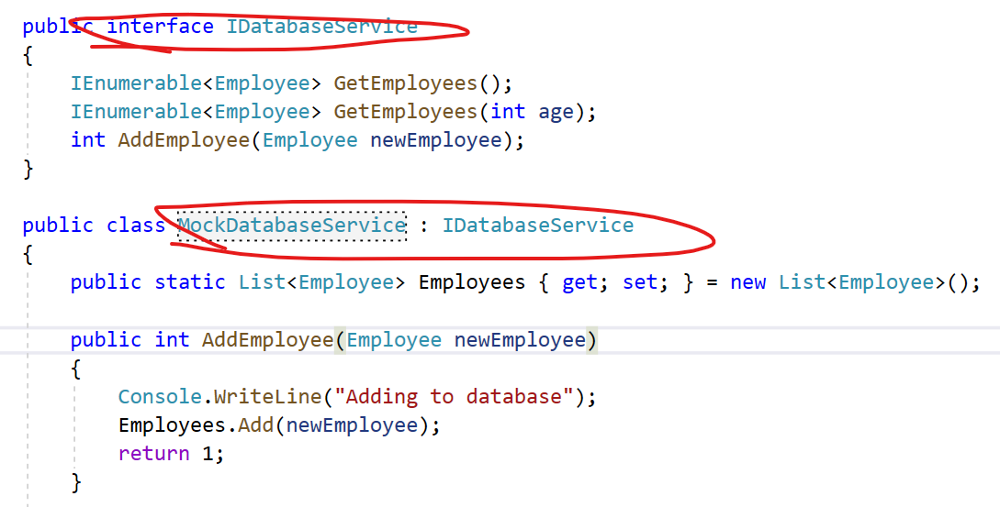 public interface IDatabaseService
{
IEnumerable<Employee> GetEmployees();
IEnumerable<Employee> GetEmployees(int age);
int AddEmployee(Employee newEmployee);
}
public class MockDatabaseService : IDatabaseService
{
public static List<Employee> Employees { get; set; } = new List<Employee>();
public int AddEmployee(Employee newEmployee)
{
Console.WriteLine("Adding to database");
Employees.Add(newEmployee);
return 1;
}